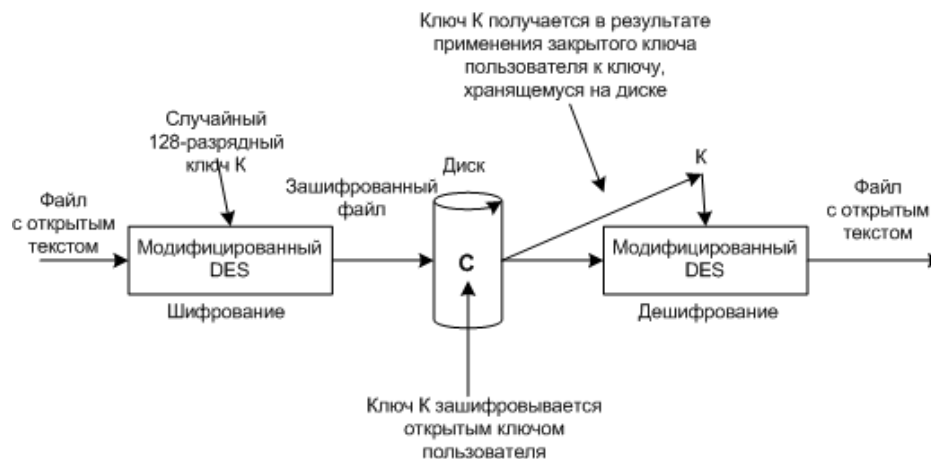 Ключ К получается в результате
применения закрытого ключа
пользователя к ключу,
хранящемуся на диске
Случайный
128-разрядный
ключ К
Диск
К
Зашифрованный
файл
Файл
с открытым
текстом
Файл
с открытым
текстом
Модифицированный
DES
С
Модифицированный
DES
Шифрование
Дешифрование
Ключ К зашифровывается
открытым ключом
пользователя